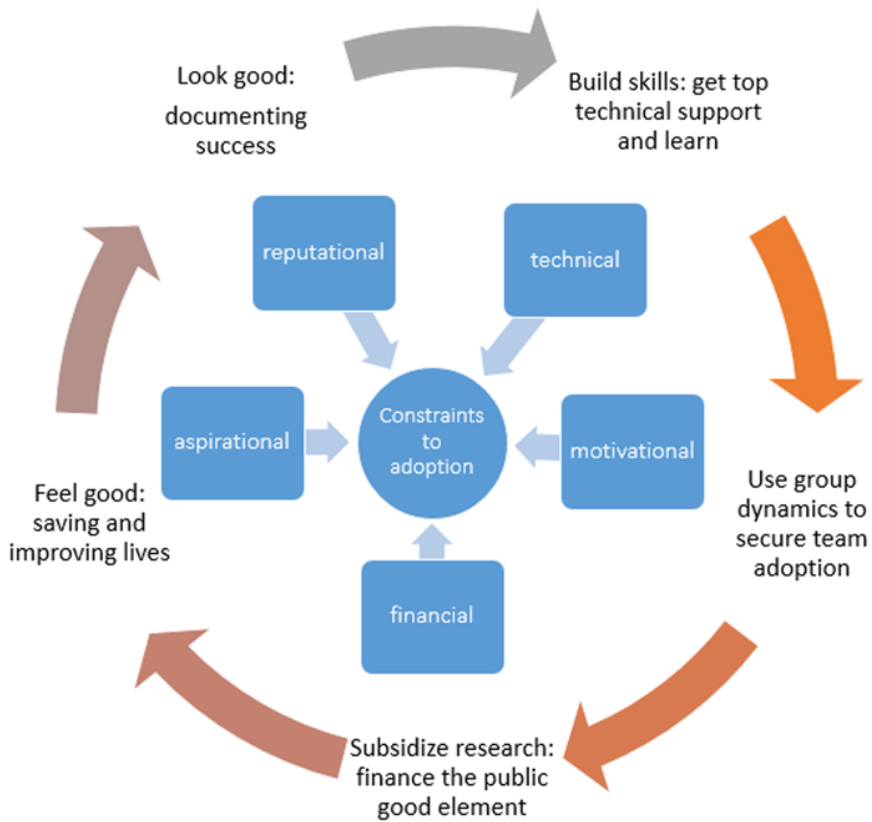 Look good:
documenting
success
Build skills: get top
technical support
and learn
reputational
technical
Constraints
to
adoption
aspirational
motivational
Feel good:
saving and
improving lives
Use group
dynamics to
secure team
adoption
financial
Subsidize research:
finance the public
good element